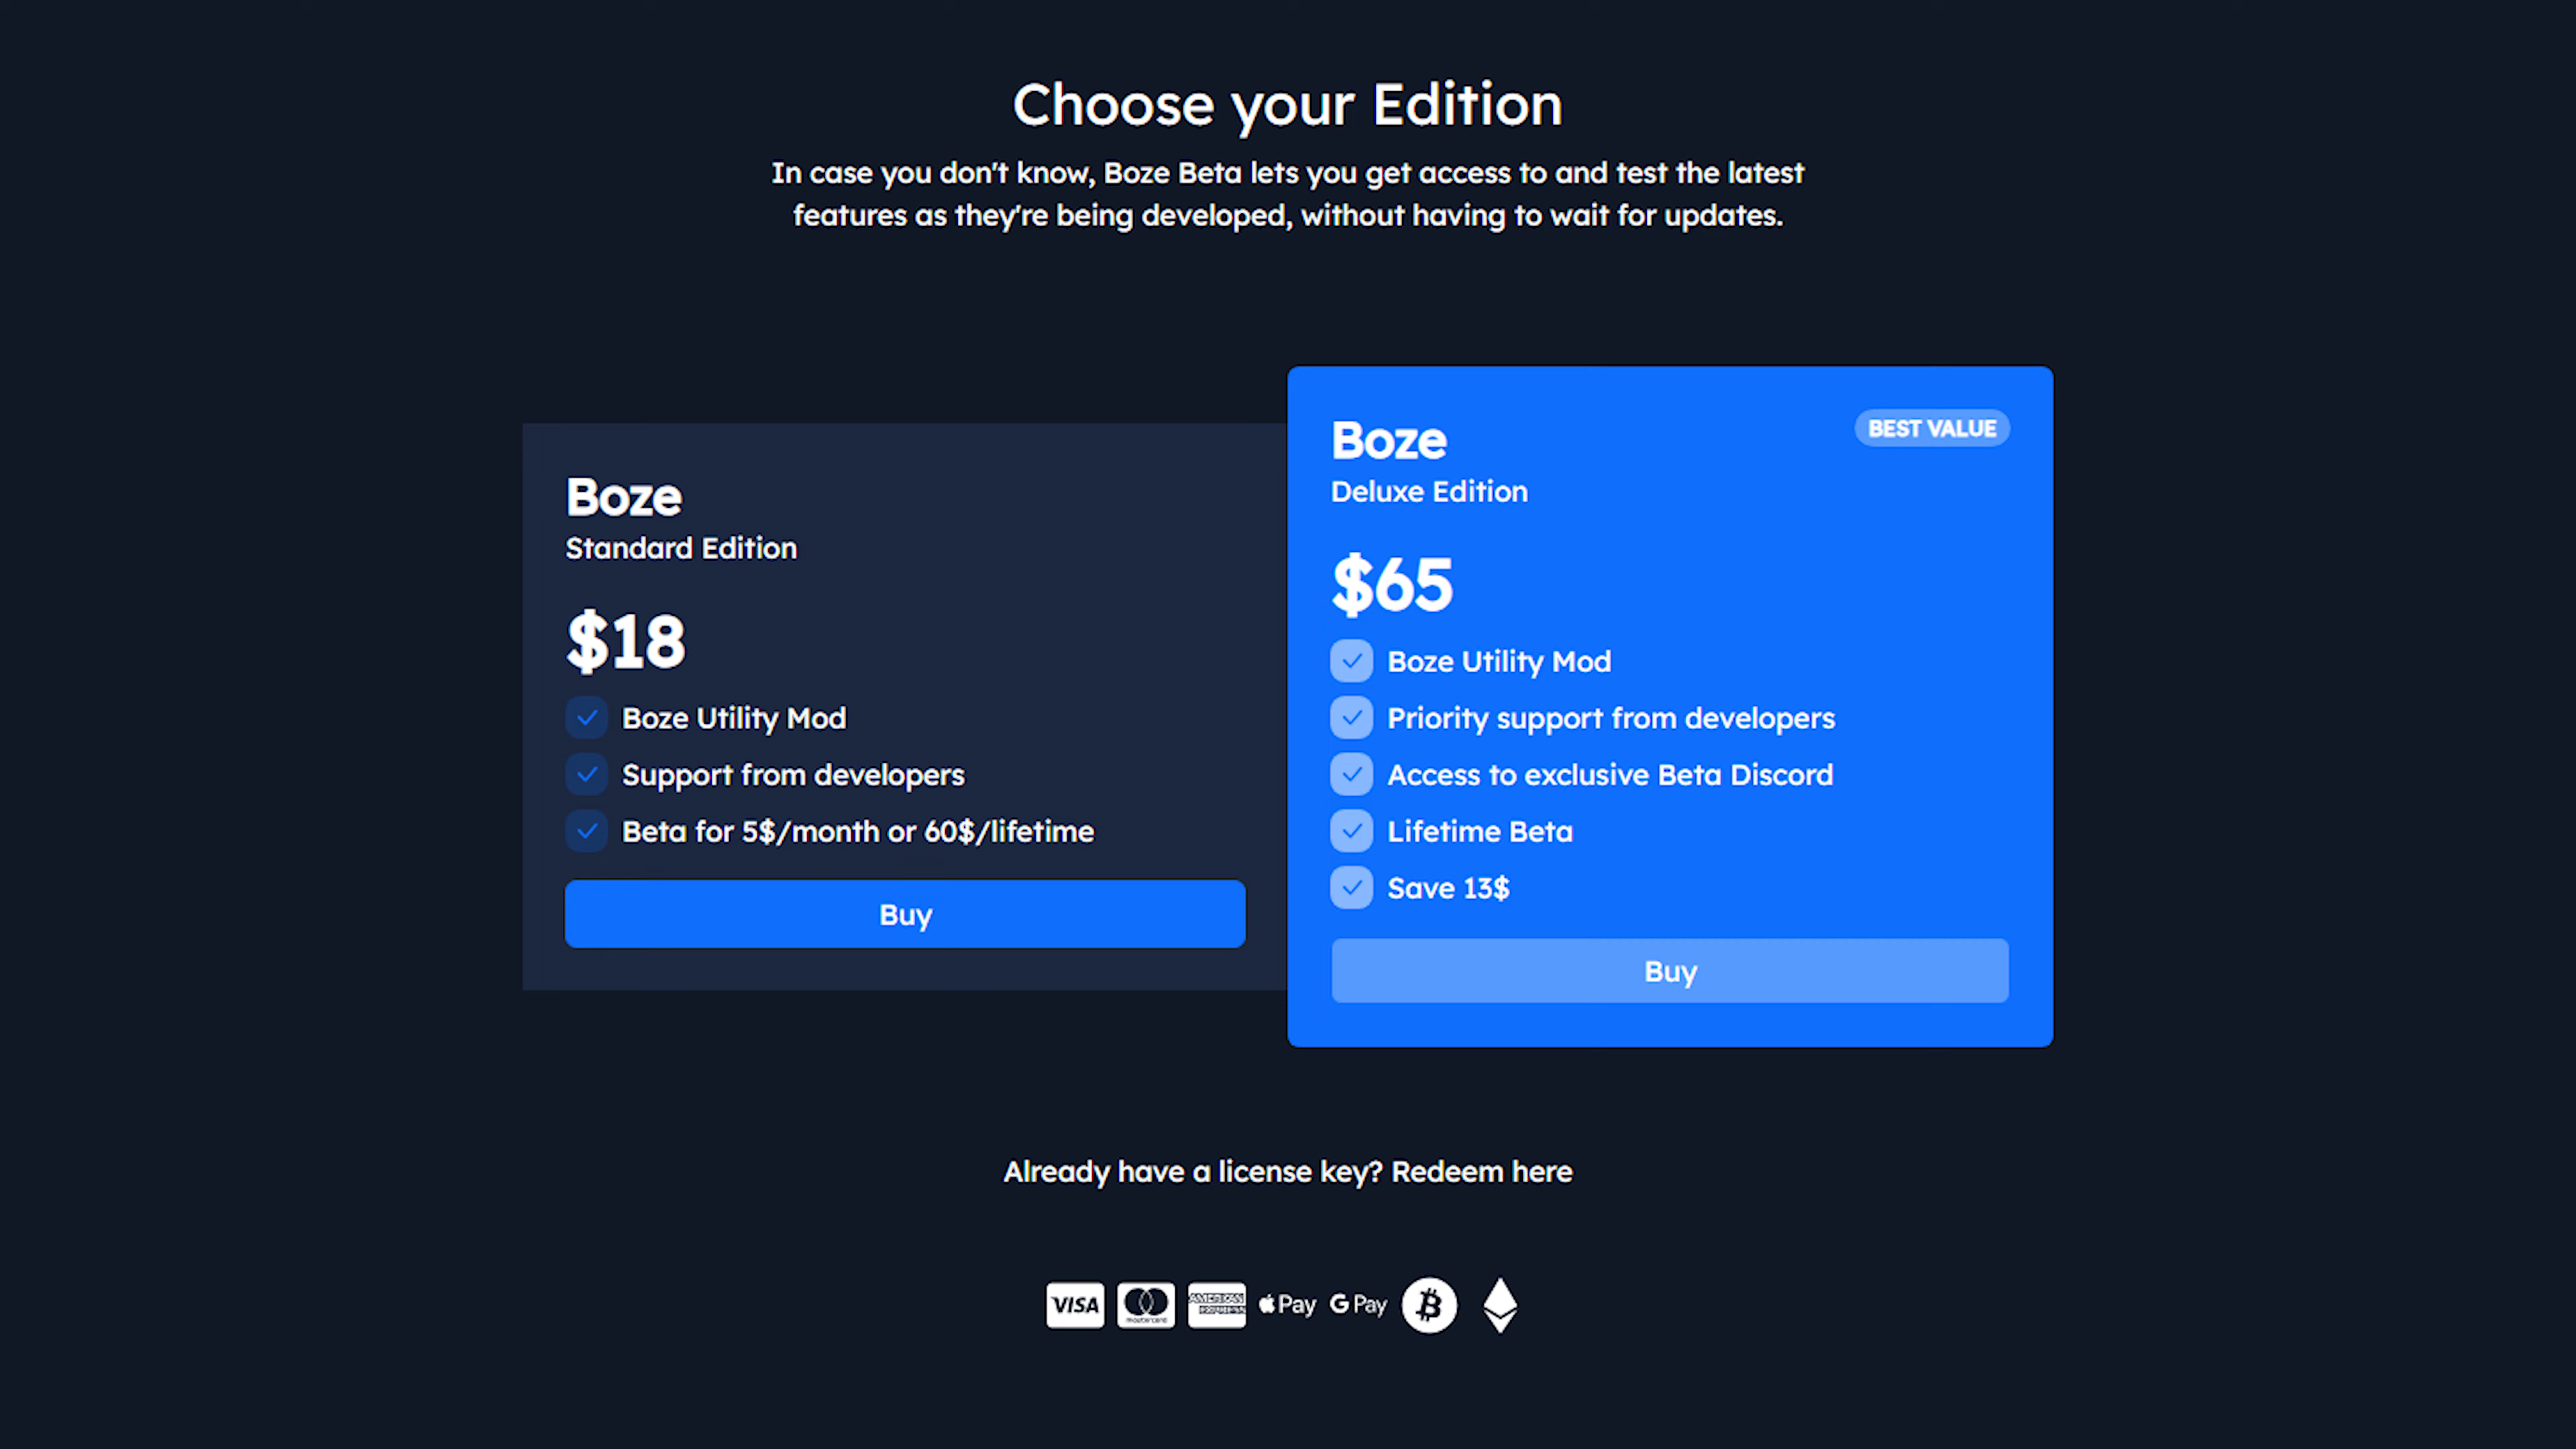 Choose your Edition
In case you don't know, Boze Beta lets you get access to and test the latest
features as they're being developed, without having to wait for updates.
Boze
Standard Edition
$18
Boze Utility Mod
Support from developers
Beta for 5$/month or 60$/lifetime
Buy
Boze
BEST VALUE
Deluxe Edition
$65
Boze Utility Mod
Priority support from developers
Access to exclusive Beta Discord
Lifetime Beta
Save 13$
Buy
Already have a license key? Redeem here
VISA
mastercard
AMERICAN
EXPRESS
Pay
G Pay